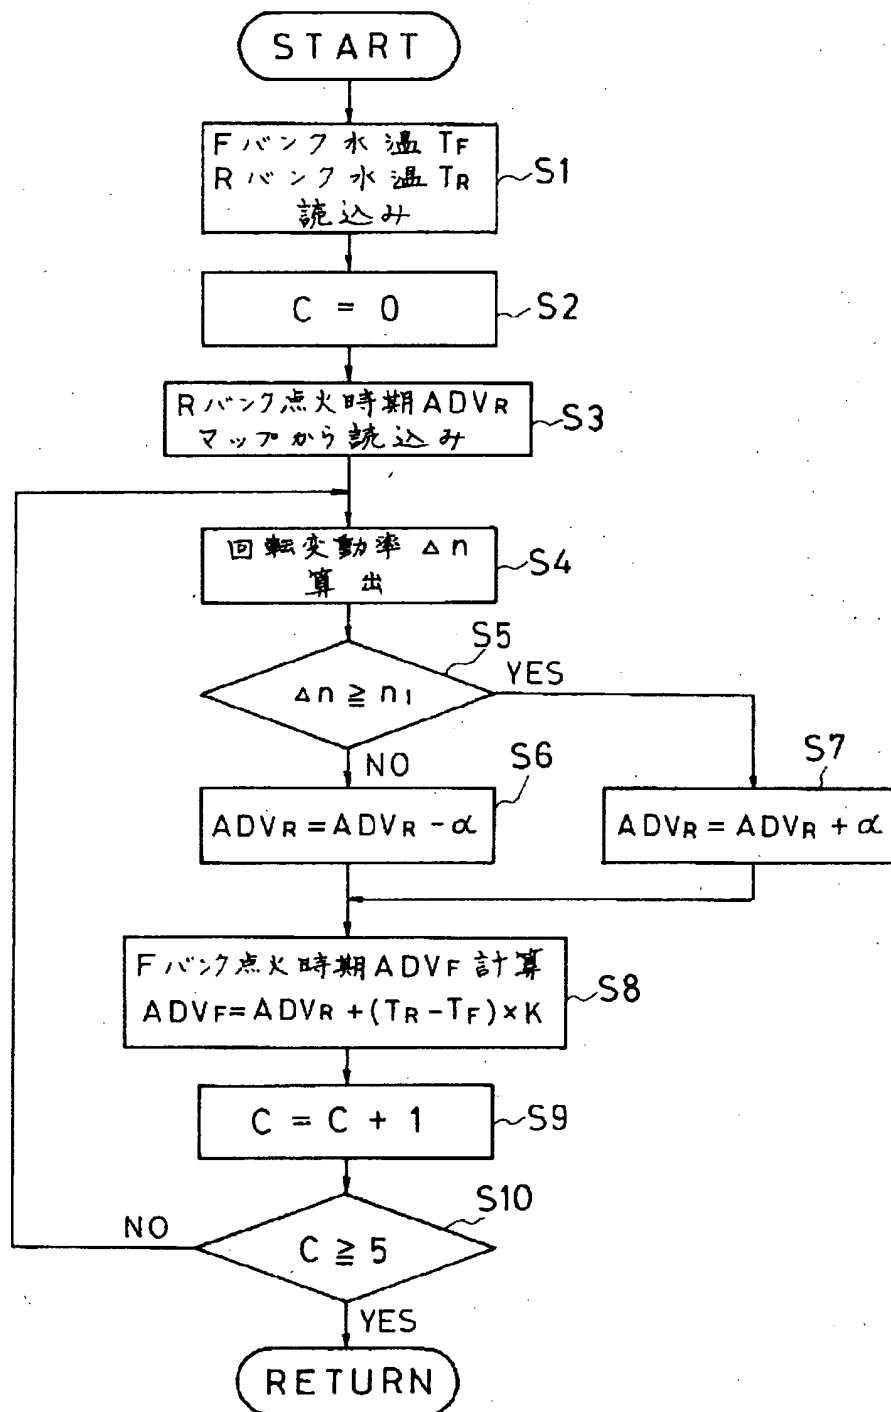 START
Fバンク水温 TF
Rバンク水温 TR
読込み
S1
C = 0
S2
Rバンク点火時期ADVR
マップから読込み
S3
回転変動率 Δn
算出
S4
S5
Δn ≧ n1
YES
NO
S6
ADVR = ADVR - α
S7
ADVR = ADVR + α
Fバンク点火時期ADVF計算
ADVF = ADVR + (TR - TF) × K
S8
C = C + 1
S9
S10
C ≧ 5
NO
YES
RETURN